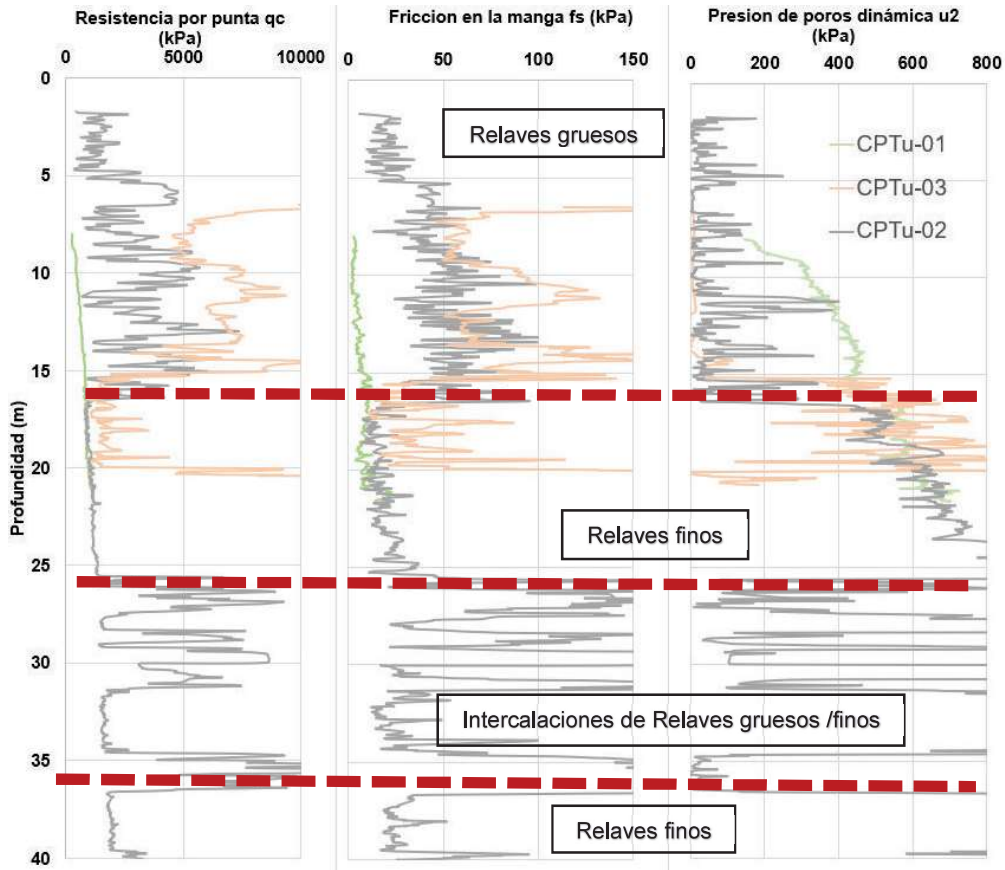 Resistencia por punta qc
(kPa)
0 5000 10000
Friccion en la manga fs (kPa)
0 50 100 150
Presion de poros dinámica u2
(kPa)
0 200 400 600 800
Profundidad (m)
0
5
10
15
20
25
30
35
40
Relaves gruesos
CPTu-01
CPTu-03
CPTu-02
Relaves finos
Intercalaciones de Relaves gruesos /finos
Relaves finos